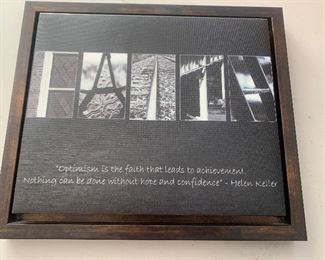 FAITH
"Optimism is the faith that leads to achievement.
Nothing can be done without hope and confidence" - Helen Keller